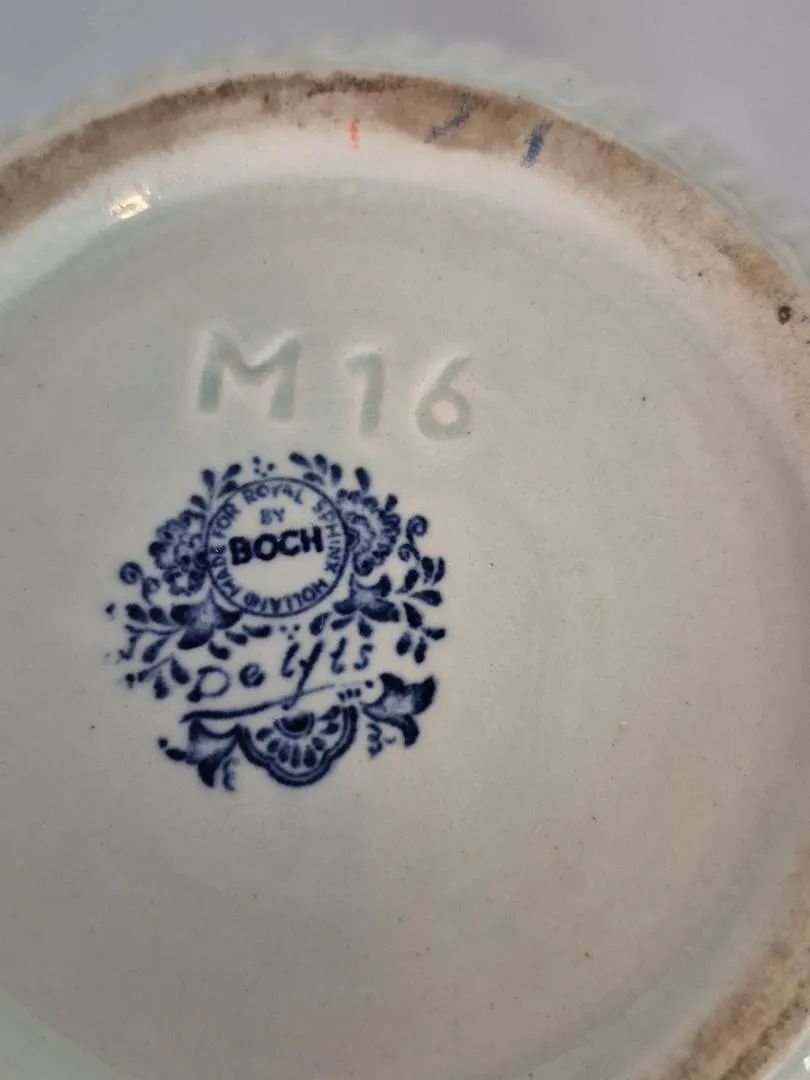 M 16
MADE FOR ROYAL SPHINX HOLLAND
BY
BOCH
Delfts